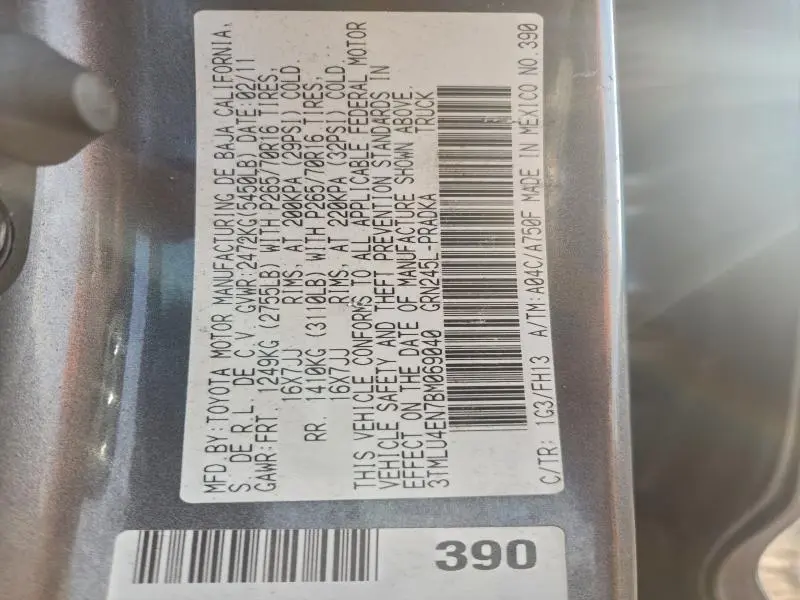 MFD.BY:TOYOTA MOTOR MANUFACTURING DE BAJA CALIFORNIA,
S. DE R.L. DE C.V. GVWR:2472KG(5450LB) DATE:02/11
GAWR:FRT. 1249KG (2755LB) WITH P265/70R16 TIRES,
16X7JJ RIMS, AT 200KPA (29PSI) COLD.
RR. 1410KG (3110LB) WITH P265/70R16 TIRES,
16X7JJ RIMS, AT 220KPA (32PSI) COLD.
THIS VEHICLE CONFORMS TO ALL APPLICABLE FEDERAL MOTOR
VEHICLE SAFETY AND THEFT PREVENTION STANDARDS IN
EFFECT ON THE DATE OF MANUFACTURE SHOWN ABOVE.
3TMLU4EN7BM069040 GRN245L-PRADKA TRUCK
C/TR: 1G3/FH13 A/TM:A04C/A750F MADE IN MEXICO NO.390
390